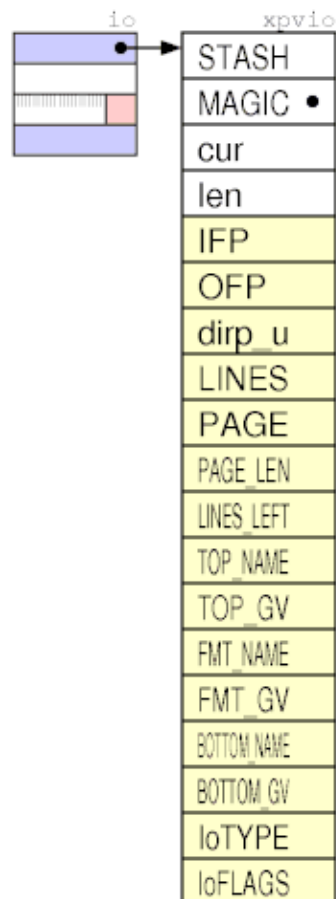 io
xpvio
STASH
MAGIC
cur
len
IFP
OFP
dirp_u
LINES
PAGE
PAGE_LEN
LINES_LEFT
TOP_NAME
TOP_GV
FMT_NAME
FMT_GV
BOTTOM_NAME
BOTTOM_GV
IoTYPE
IoFLAGS